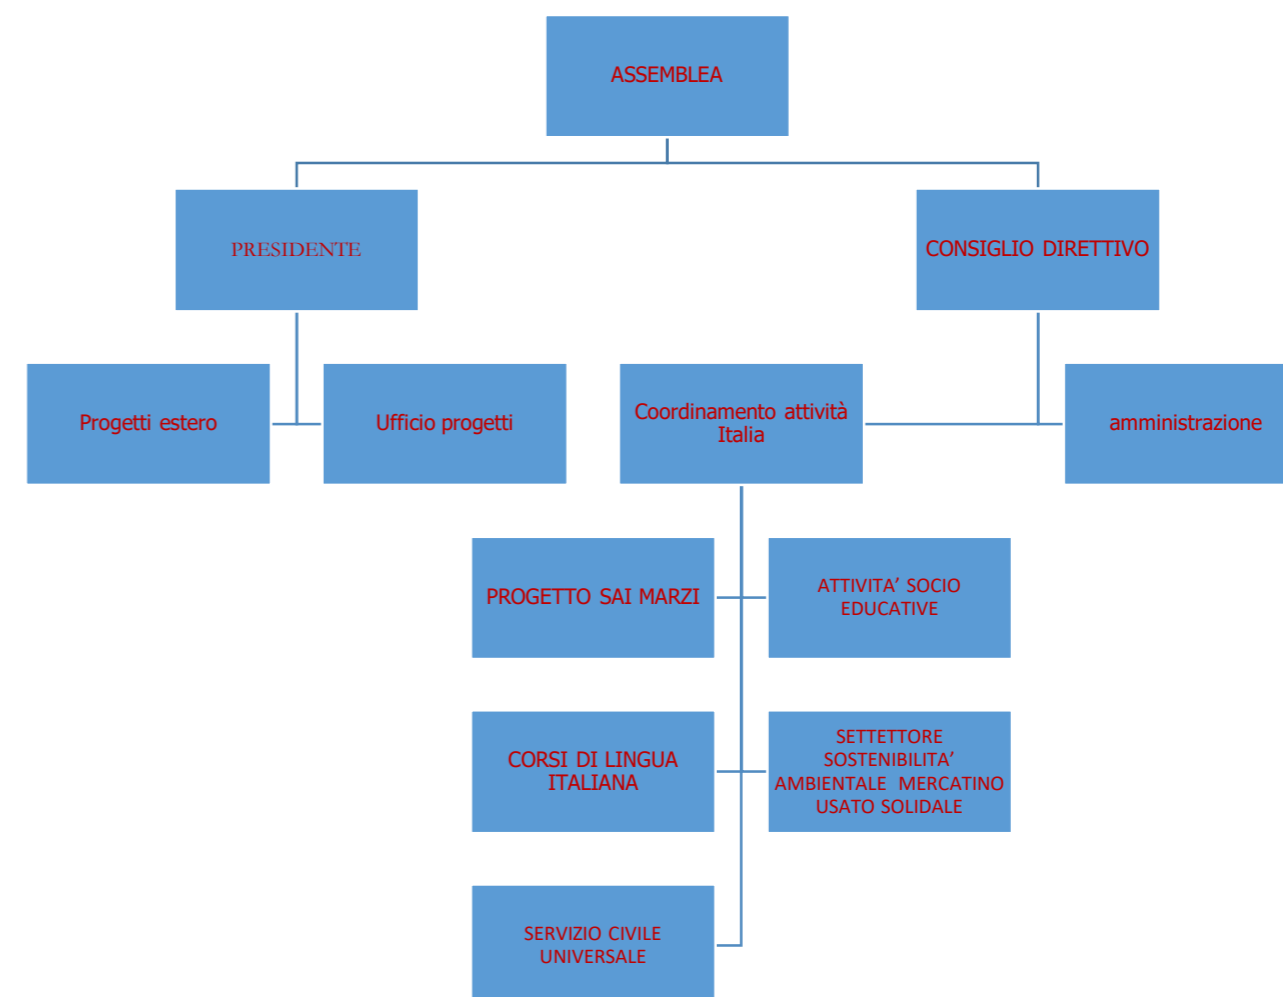 ASSEMBLEA
PRESIDENTE
CONSIGLIO DIRETTIVO
Progetti estero
Ufficio progetti
Coordinamento attività
Italia
amministrazione
PROGETTO SAI MARZI
ATTIVITA’ SOCIO
EDUCATIVE
CORSI DI LINGUA
ITALIANA
SETTETTORE
SOSTENIBILITA’
AMBIENTALE MERCATINO
USATO SOLIDALE
SERVIZIO CIVILE
UNIVERSALE